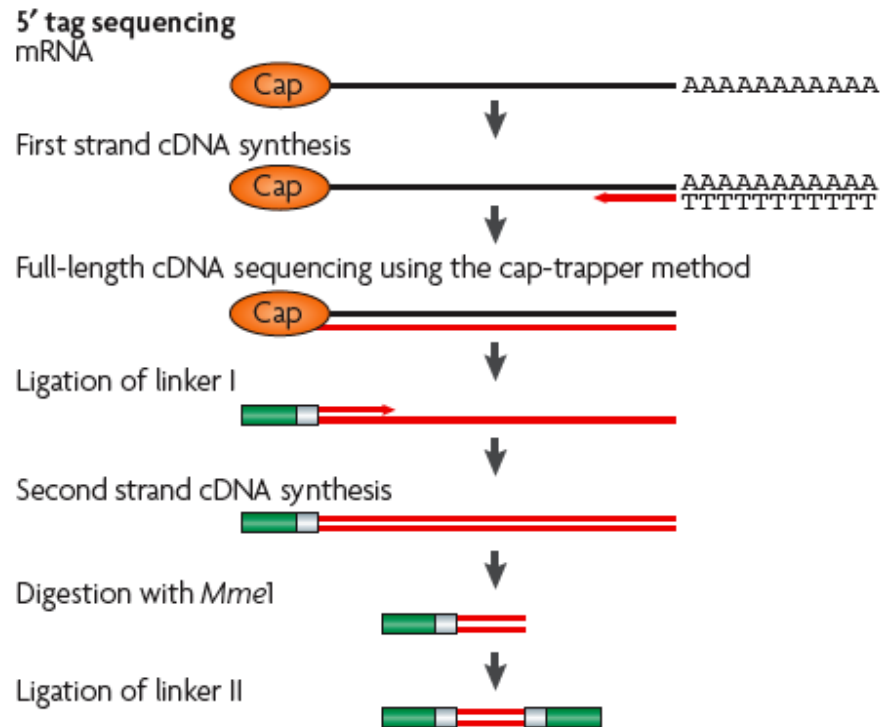 5′ tag sequencing
mRNA
Cap
AAAAAAAAAAA
First strand cDNA synthesis
Cap
AAAAAAAAAAA
TTTTTTTTTTT
Full-length cDNA sequencing using the cap-trapper method
Cap
Ligation of linker I
Second strand cDNA synthesis
Digestion with Mme1
Ligation of linker II